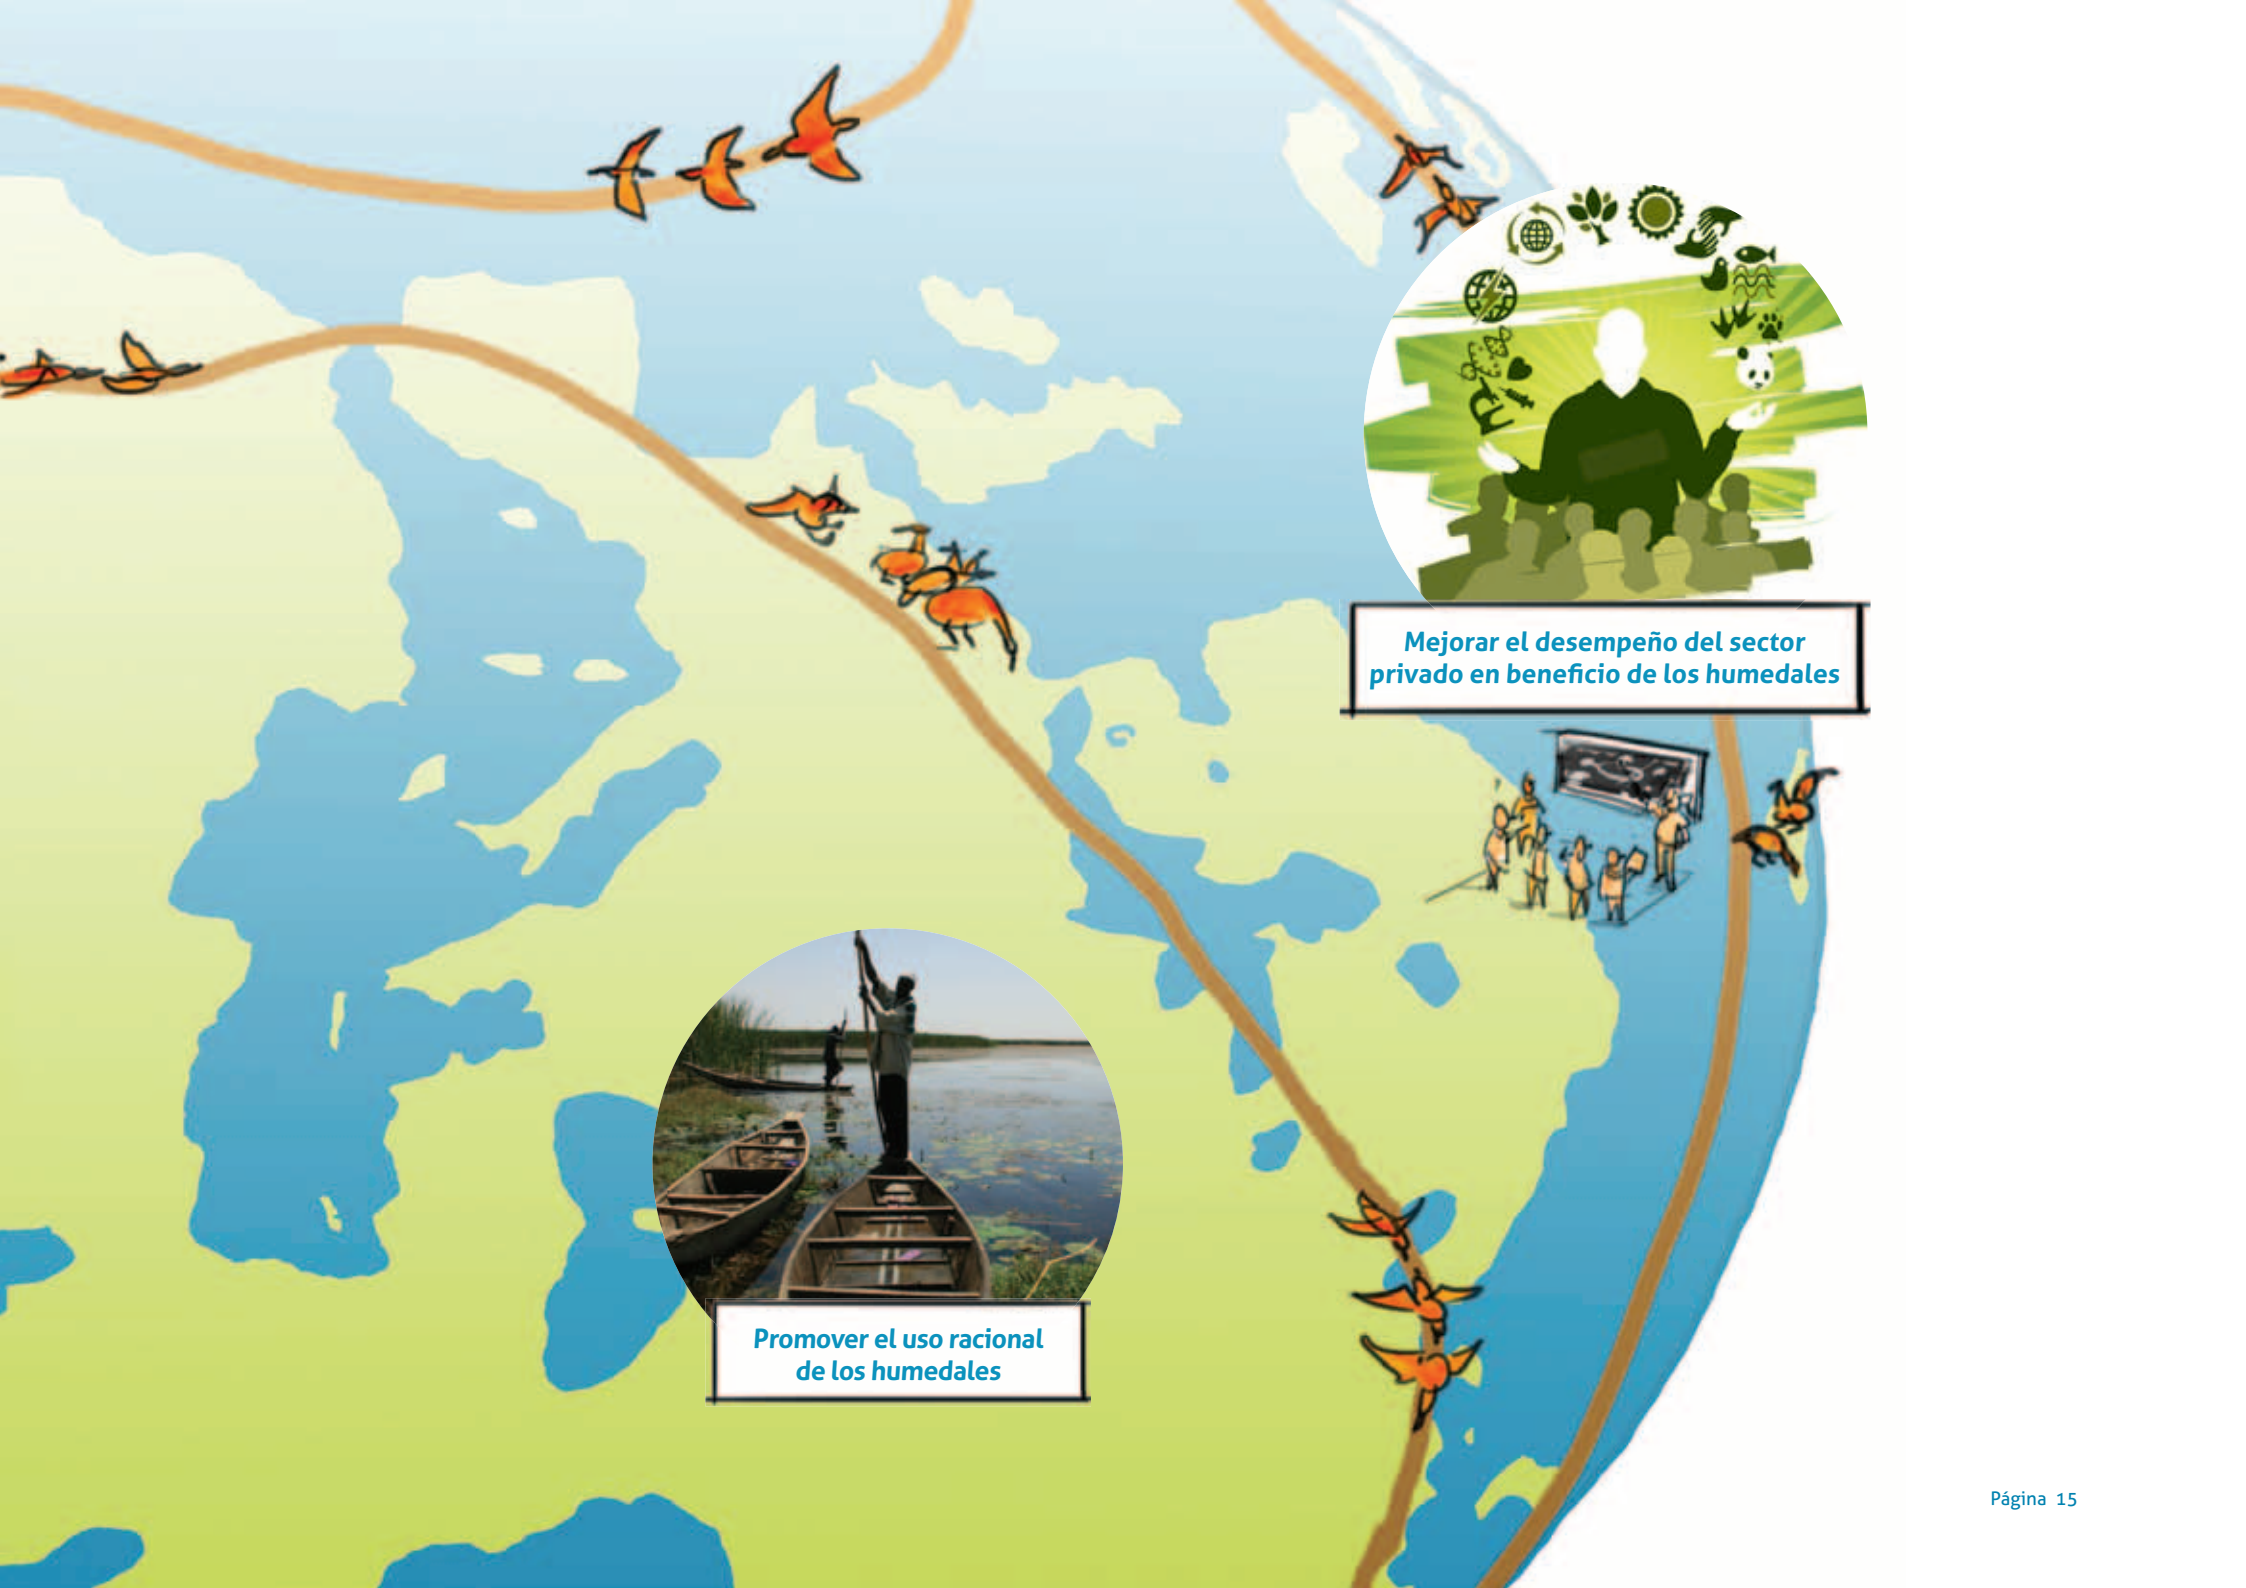 Mejorar el desempeño del sector
privado en beneficio de los humedales
Promover el uso racional
de los humedales
Página 15